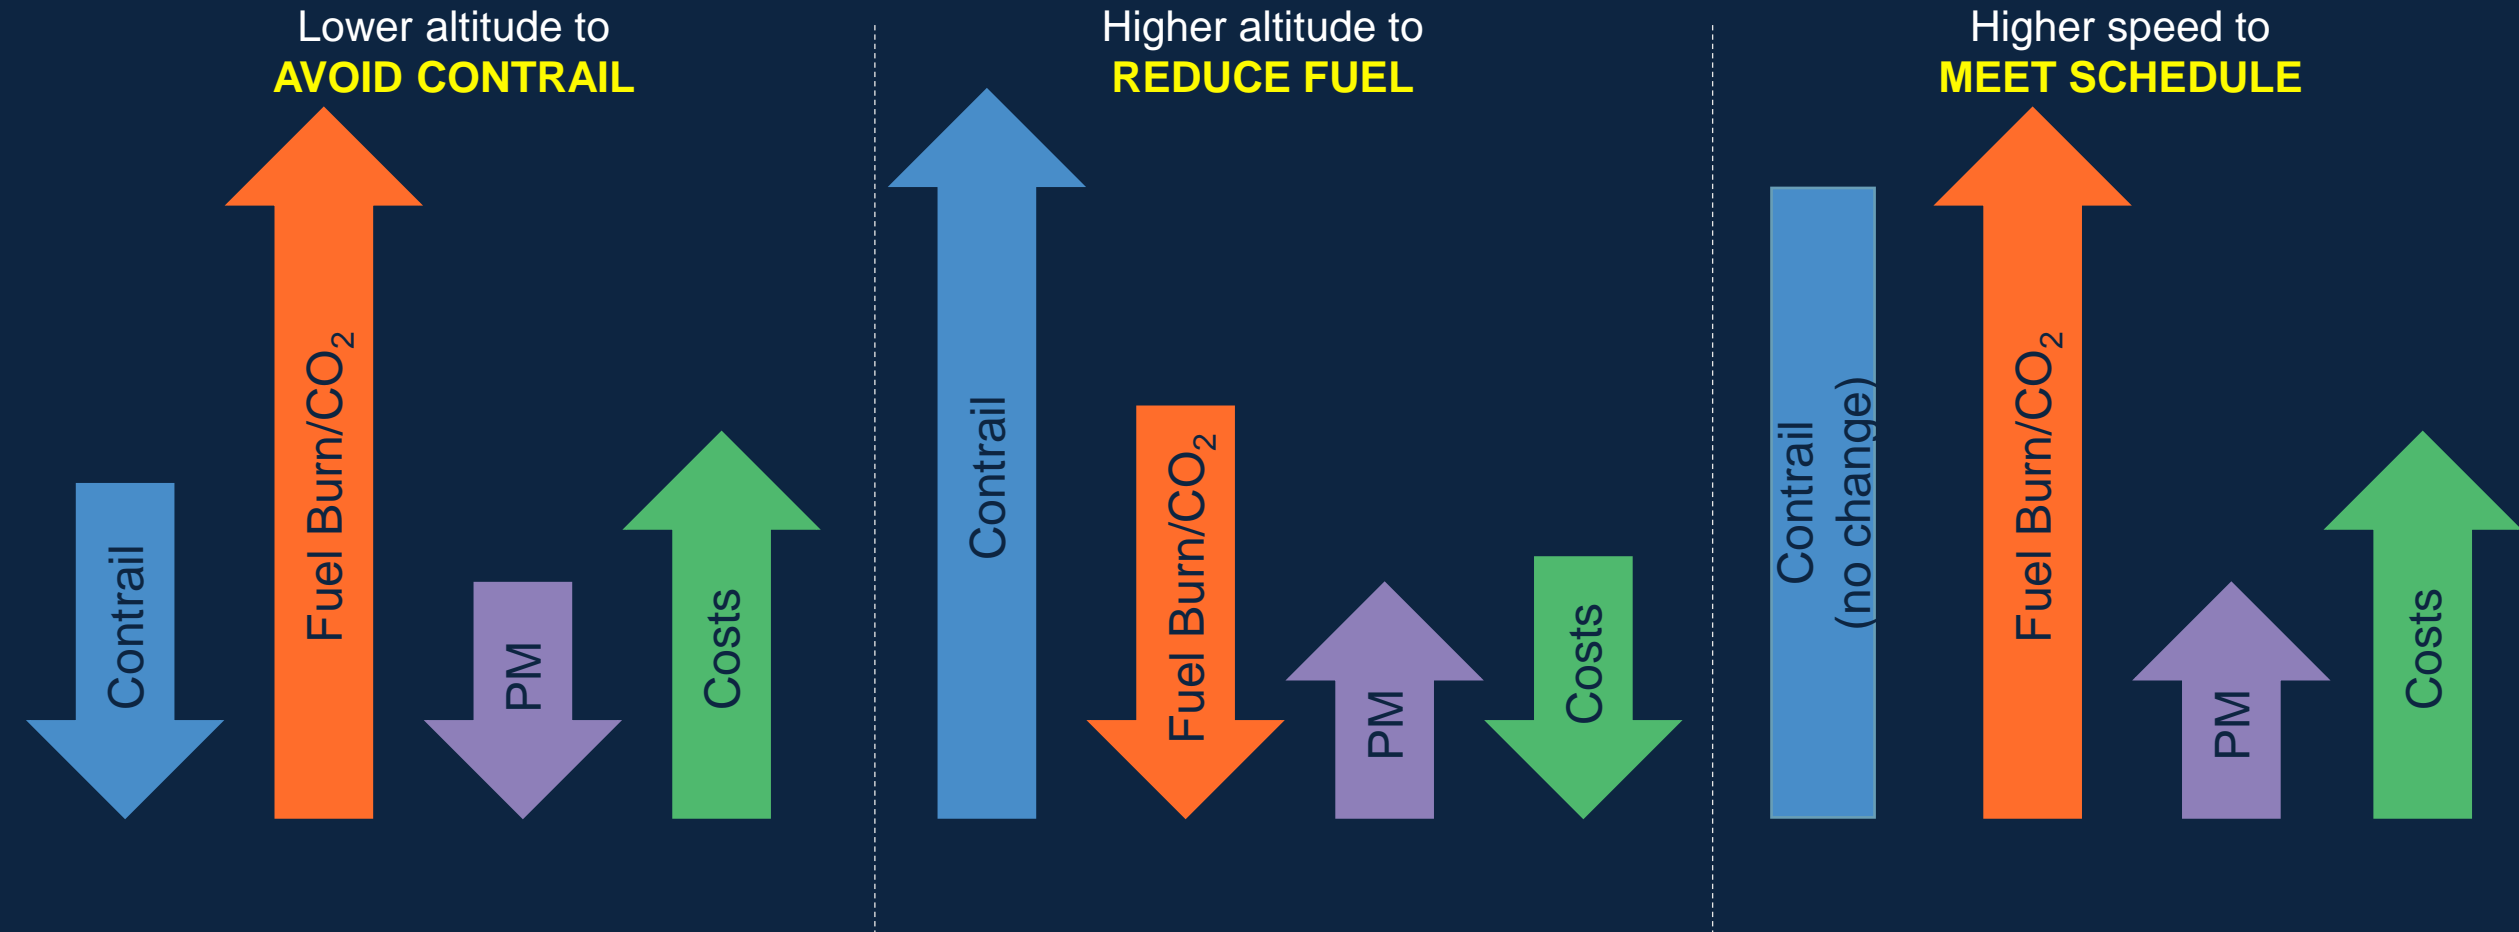 Lower altitude to
AVOID CONTRAIL
Contrail
Fuel Burn/CO₂
PM
Costs
Higher altitude to
REDUCE FUEL
Contrail
Fuel Burn/CO₂
PM
Costs
Higher speed to
MEET SCHEDULE
Contrail
(no change)
Fuel Burn/CO₂
PM
Costs